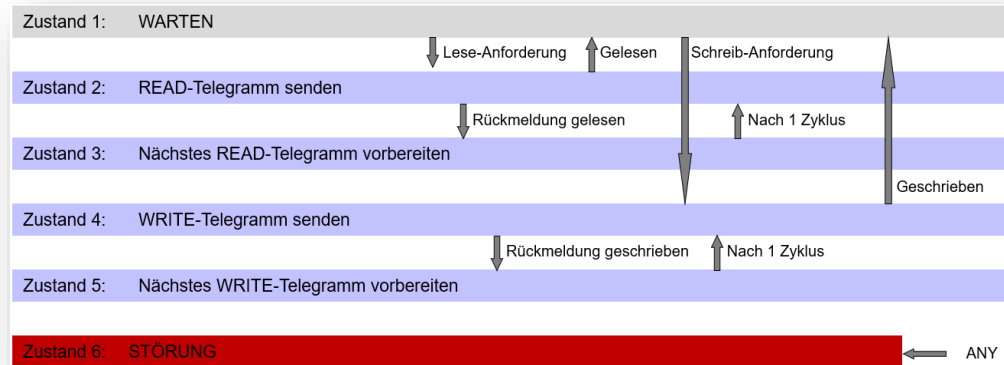 Zustand 1: WARTEN
Lese-Anforderung Gelesen Schreib-Anforderung
Zustand 2: READ-Telegramm senden
Rückmeldung gelesen Nach 1 Zyklus
Zustand 3: Nächstes READ-Telegramm vorbereiten
Geschrieben
Zustand 4: WRITE-Telegramm senden
Rückmeldung geschrieben Nach 1 Zyklus
Zustand 5: Nächstes WRITE-Telegramm vorbereiten
Zustand 6: STÖRUNG ANY